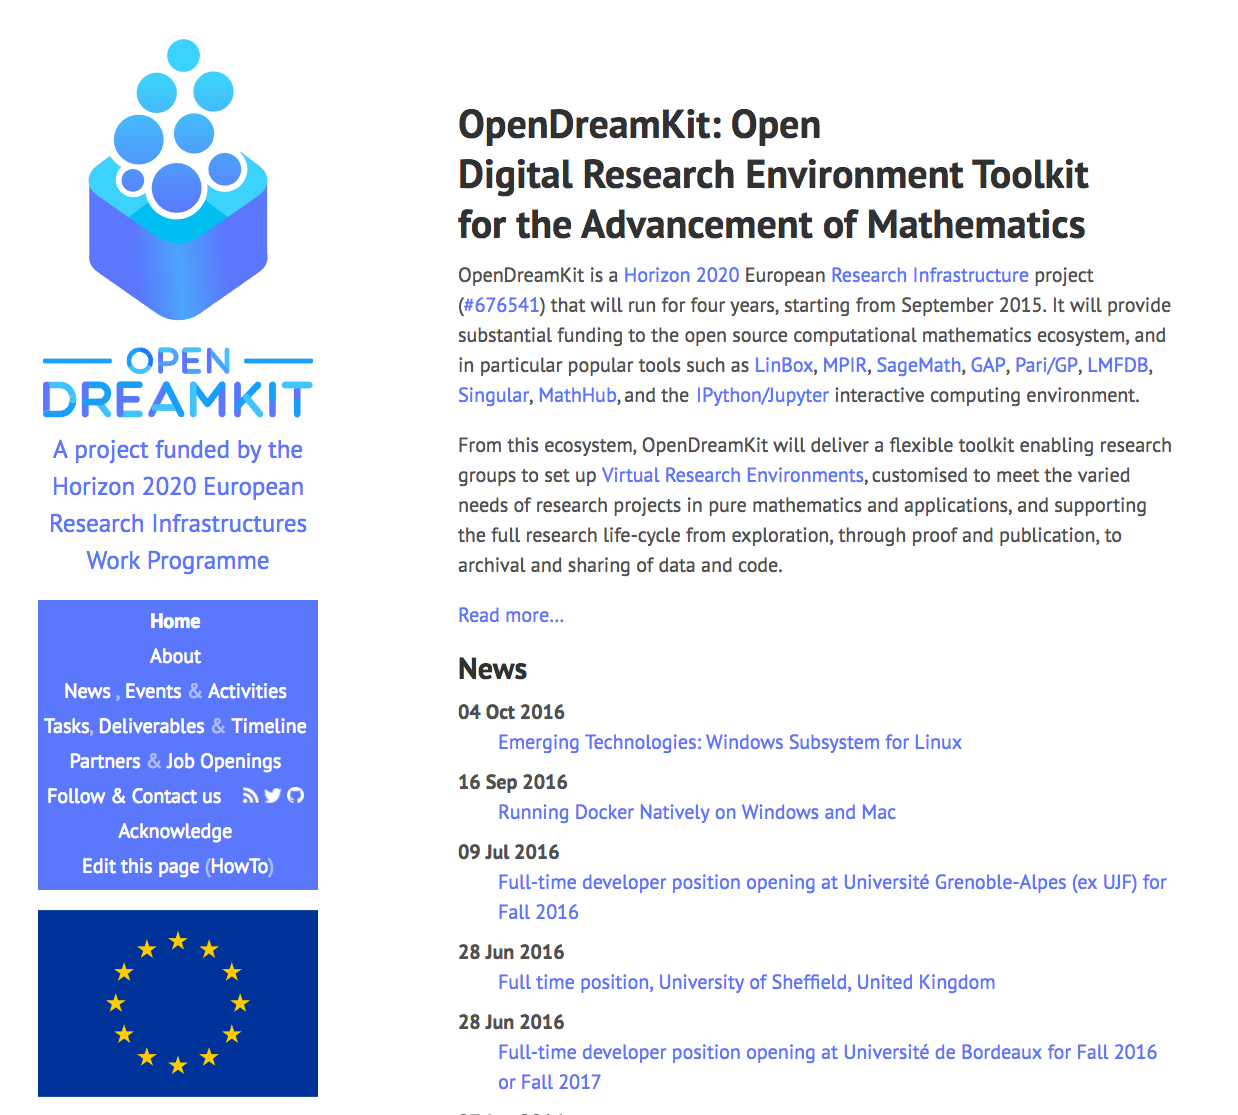 OPEN
DREAMKIT
A project funded by the
Horizon 2020 European
Research Infrastructures
Work Programme
Home
About
News , Events & Activities
Tasks, Deliverables & Timeline
Partners & Job Openings
Follow & Contact us
Acknowledge
Edit this page (HowTo)
OpenDreamKit: Open
Digital Research Environment Toolkit
for the Advancement of Mathematics
OpenDreamKit is a Horizon 2020 European Research Infrastructure project
(#676541) that will run for four years, starting from September 2015. It will provide
substantial funding to the open source computational mathematics ecosystem, and
in particular popular tools such as LinBox, MPIR, SageMath, GAP, Pari/GP, LMFDB,
Singular, MathHub, and the IPython/Jupyter interactive computing environment.
From this ecosystem, OpenDreamKit will deliver a flexible toolkit enabling research
groups to set up Virtual Research Environments, customised to meet the varied
needs of research projects in pure mathematics and applications, and supporting
the full research life-cycle from exploration, through proof and publication, to
archival and sharing of data and code.
Read more...
News
04 Oct 2016
Emerging Technologies: Windows Subsystem for Linux
16 Sep 2016
Running Docker Natively on Windows and Mac
09 Jul 2016
Full-time developer position opening at Université Grenoble-Alpes (ex UJF) for
Fall 2016
28 Jun 2016
Full time position, University of Sheffield, United Kingdom
28 Jun 2016
Full-time developer position opening at Université de Bordeaux for Fall 2016
or Fall 2017